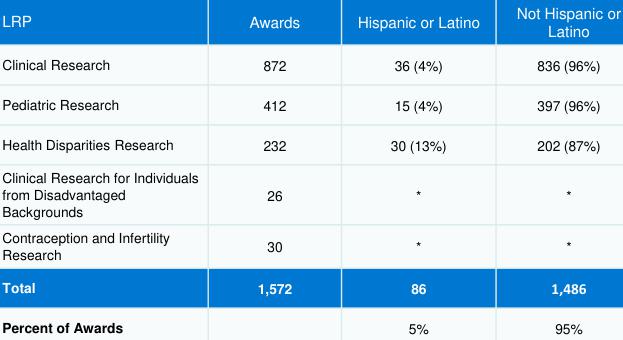 LRP Awards Hispanic or Latino Not Hispanic or
Latino
Clinical Research 872 36 (4%) 836 (96%)
Pediatric Research 412 15 (4%) 397 (96%)
Health Disparities Research 232 30 (13%) 202 (87%)
Clinical Research for Individuals
from Disadvantaged 26 * *
Backgrounds
Contraception and Infertility
Research 30 * *
Total 1,572 86 1,486
Percent of Awards 5% 95%